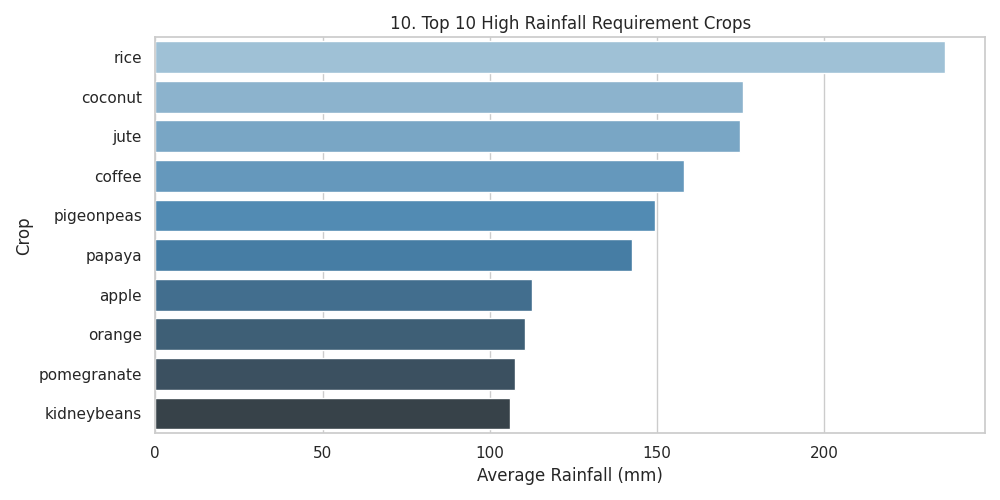 10. Top 10 High Rainfall Requirement Crops
Crop
rice
coconut
jute
coffee
pigeonpeas
papaya
apple
orange
pomegranate
kidneybeans
0 50 100 150 200
Average Rainfall (mm)